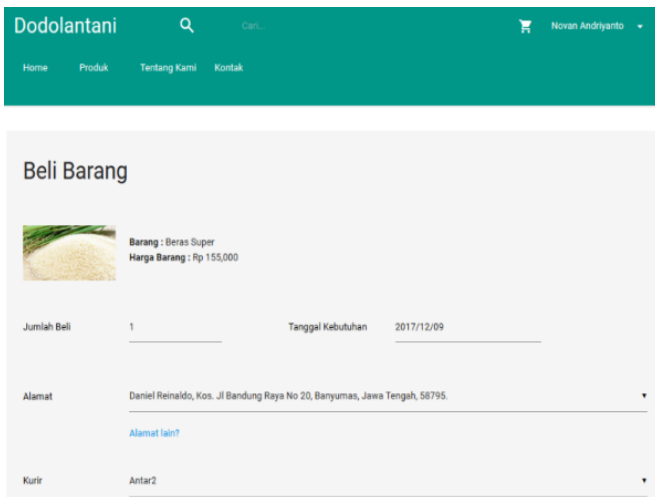 Dodolantani Cari... Novan Andriyanto
Home Produk Tentang Kami Kontak
Beli Barang
Barang : Beras Super
Harga Barang : Rp 155,000
Jumlah Beli 1 Tanggal Kebutuhan 2017/12/09
Alamat Daniel Reinaldo, Kos. Jl Bandung Raya No 20, Banyumas, Jawa Tengah, 58795.
Alamat lain?
Kurir Antar2